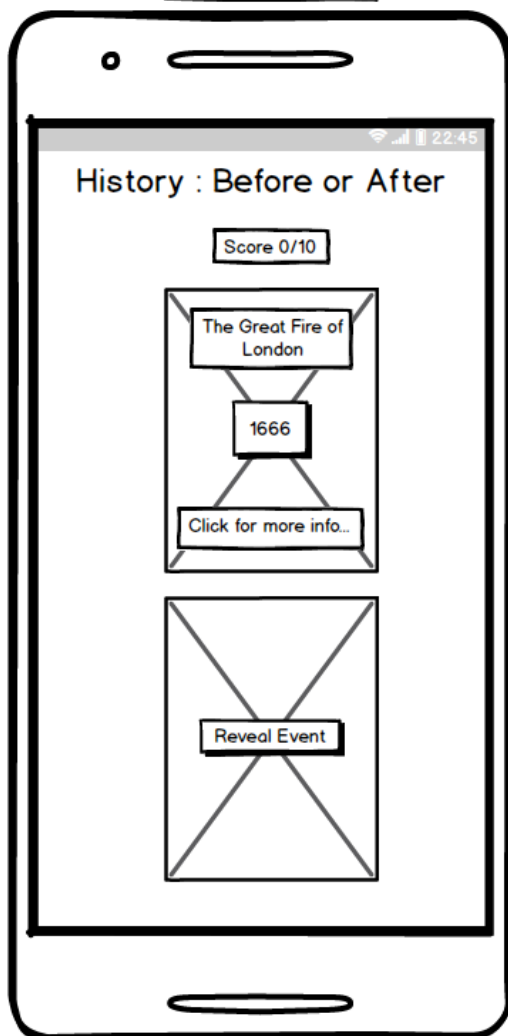 22:45
History : Before or After
Score 0/10
The Great Fire of
London
1666
Click for more info...
Reveal Event